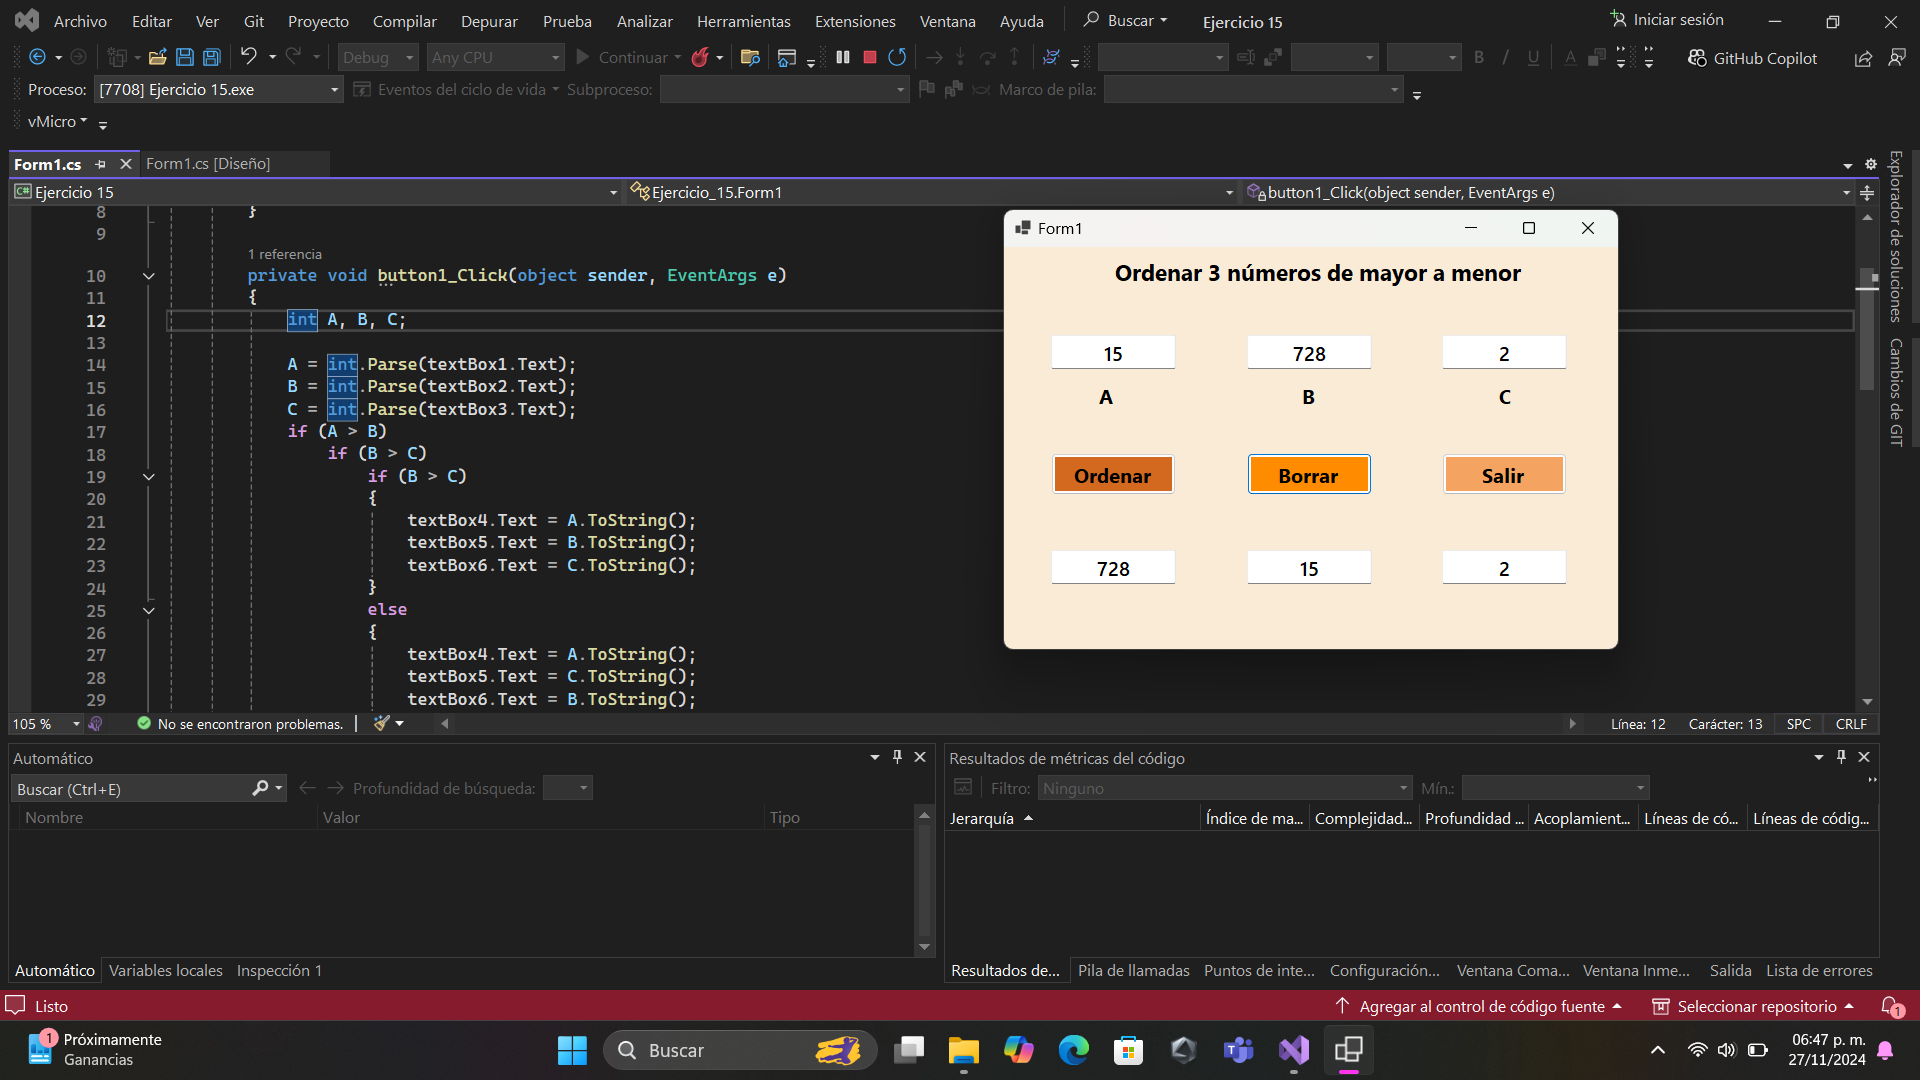 Archivo Editar Ver Git Proyecto Compilar Depurar Prueba Analizar Herramientas Extensiones Ventana Ayuda Buscar Ejercicio 15 Iniciar sesión
Debug Any CPU Continuar B I U A GitHub Copilot
Proceso: [7708] Ejercicio 15.exe Eventos del ciclo de vida Subproceso: Marco de pila:
vMicro
Form1.cs Form1.cs [Diseño]
C# Ejercicio 15 Ejercicio_15.Form1 button1_Click(object sender, EventArgs e)
8 }
9
1 referencia
10 private void button1_Click(object sender, EventArgs e)
11 {
12 int A, B, C;
13
14 A = int.Parse(textBox1.Text);
15 B = int.Parse(textBox2.Text);
16 C = int.Parse(textBox3.Text);
17 if (A > B)
18 if (B > C)
19 if (B > C)
20 {
21 textBox4.Text = A.ToString();
22 textBox5.Text = B.ToString();
23 textBox6.Text = C.ToString();
24 }
25 else
26 {
27 textBox4.Text = A.ToString();
28 textBox5.Text = C.ToString();
29 textBox6.Text = B.ToString();
Form1
Ordenar 3 números de mayor a menor
15 728 2
A B C
Ordenar Borrar Salir
728 15 2
Explorador de soluciones
Cambios de GIT
105 % No se encontraron problemas. Línea: 12 Carácter: 13 SPC CRLF
Automático
Buscar (Ctrl+E) Profundidad de búsqueda:
Nombre Valor Tipo
Automático Variables locales Inspección 1
Resultados de métricas del código
Filtro: Ninguno Mín.:
Jerarquía Índice de ma... Complejidad... Profundidad ... Acoplamient... Líneas de có... Líneas de códig...
Resultados de... Pila de llamadas Puntos de inte... Configuración... Ventana Coma... Ventana Inme... Salida Lista de errores
Listo Agregar al control de código fuente Seleccionar repositorio 1
1 Próximamente
Ganancias
Buscar
06:47 p. m.
27/11/2024